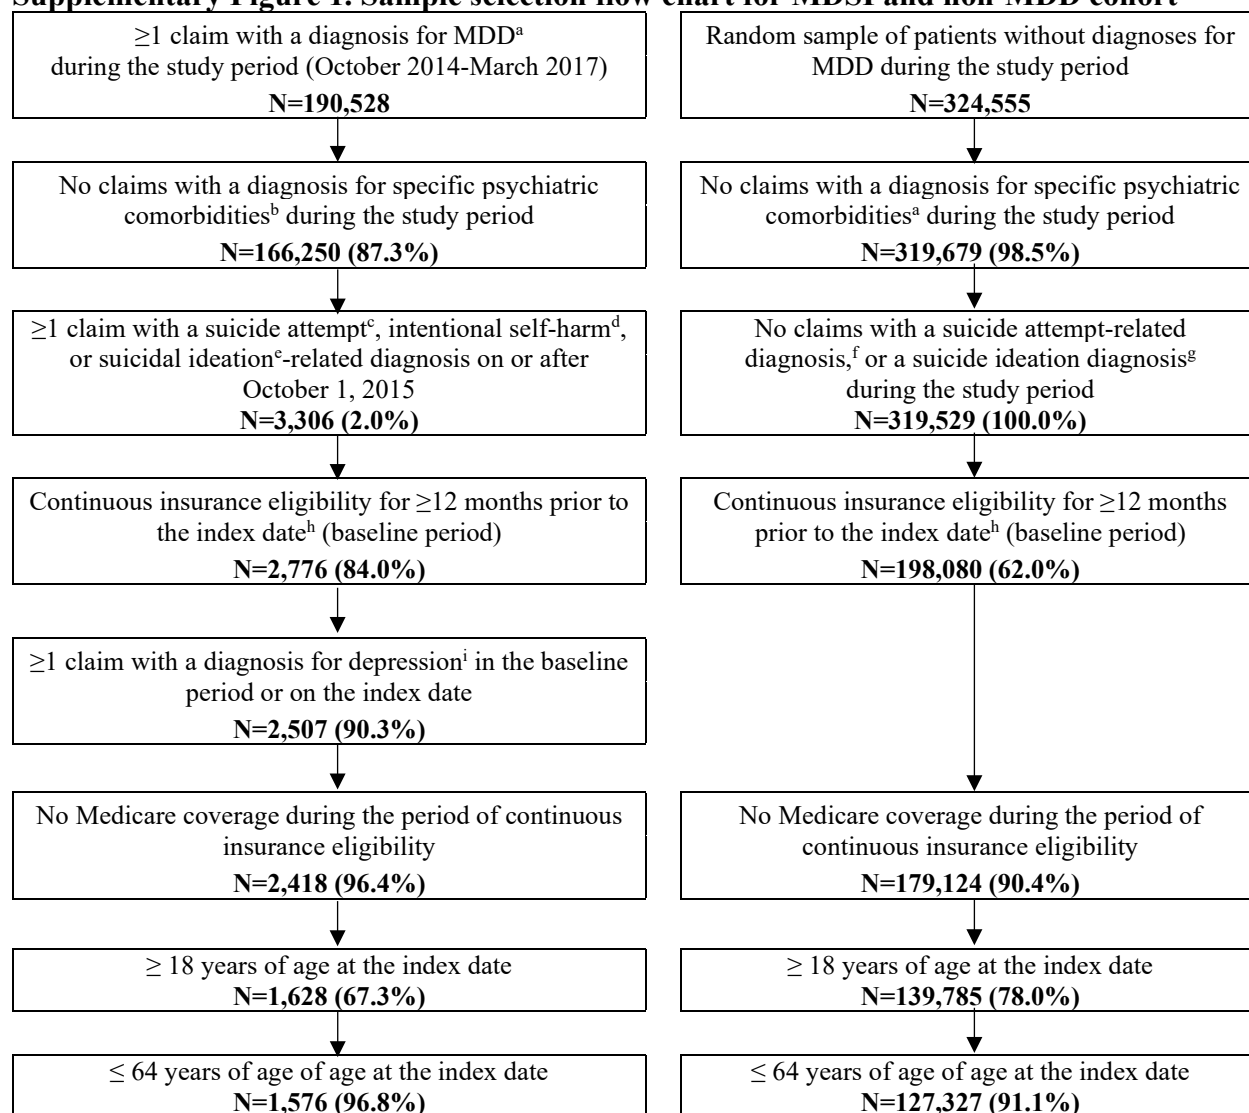 Supplementary Figure 1. Sample selection flow chart for MDSI and non-MDD cohort
≥1 claim with a diagnosis for MDDᵃ
during the study period (October 2014-March 2017)
N=190,528
Random sample of patients without diagnoses for
MDD during the study period
N=324,555
No claims with a diagnosis for specific psychiatric
comorbiditiesᵇ during the study period
N=166,250 (87.3%)
No claims with a diagnosis for specific psychiatric
comorbiditiesᵃ during the study period
N=319,679 (98.5%)
≥1 claim with a suicide attemptᶜ, intentional self-harmᵈ,
or suicidal ideationᵉ-related diagnosis on or after
October 1, 2015
N=3,306 (2.0%)
No claims with a suicide attempt-related
diagnosis,ᶠ or a suicide ideation diagnosisᵍ
during the study period
N=319,529 (100.0%)
Continuous insurance eligibility for ≥12 months prior to
the index dateʰ (baseline period)
N=2,776 (84.0%)
Continuous insurance eligibility for ≥12 months
prior to the index dateʰ (baseline period)
N=198,080 (62.0%)
≥1 claim with a diagnosis for depressionⁱ in the baseline
period or on the index date
N=2,507 (90.3%)
No Medicare coverage during the period of continuous
insurance eligibility
N=2,418 (96.4%)
No Medicare coverage during the period of
continuous insurance eligibility
N=179,124 (90.4%)
≥ 18 years of age at the index date
N=1,628 (67.3%)
≥ 18 years of age at the index date
N=139,785 (78.0%)
≤ 64 years of age of age at the index date
N=1,576 (96.8%)
≤ 64 years of age of age at the index date
N=127,327 (91.1%)